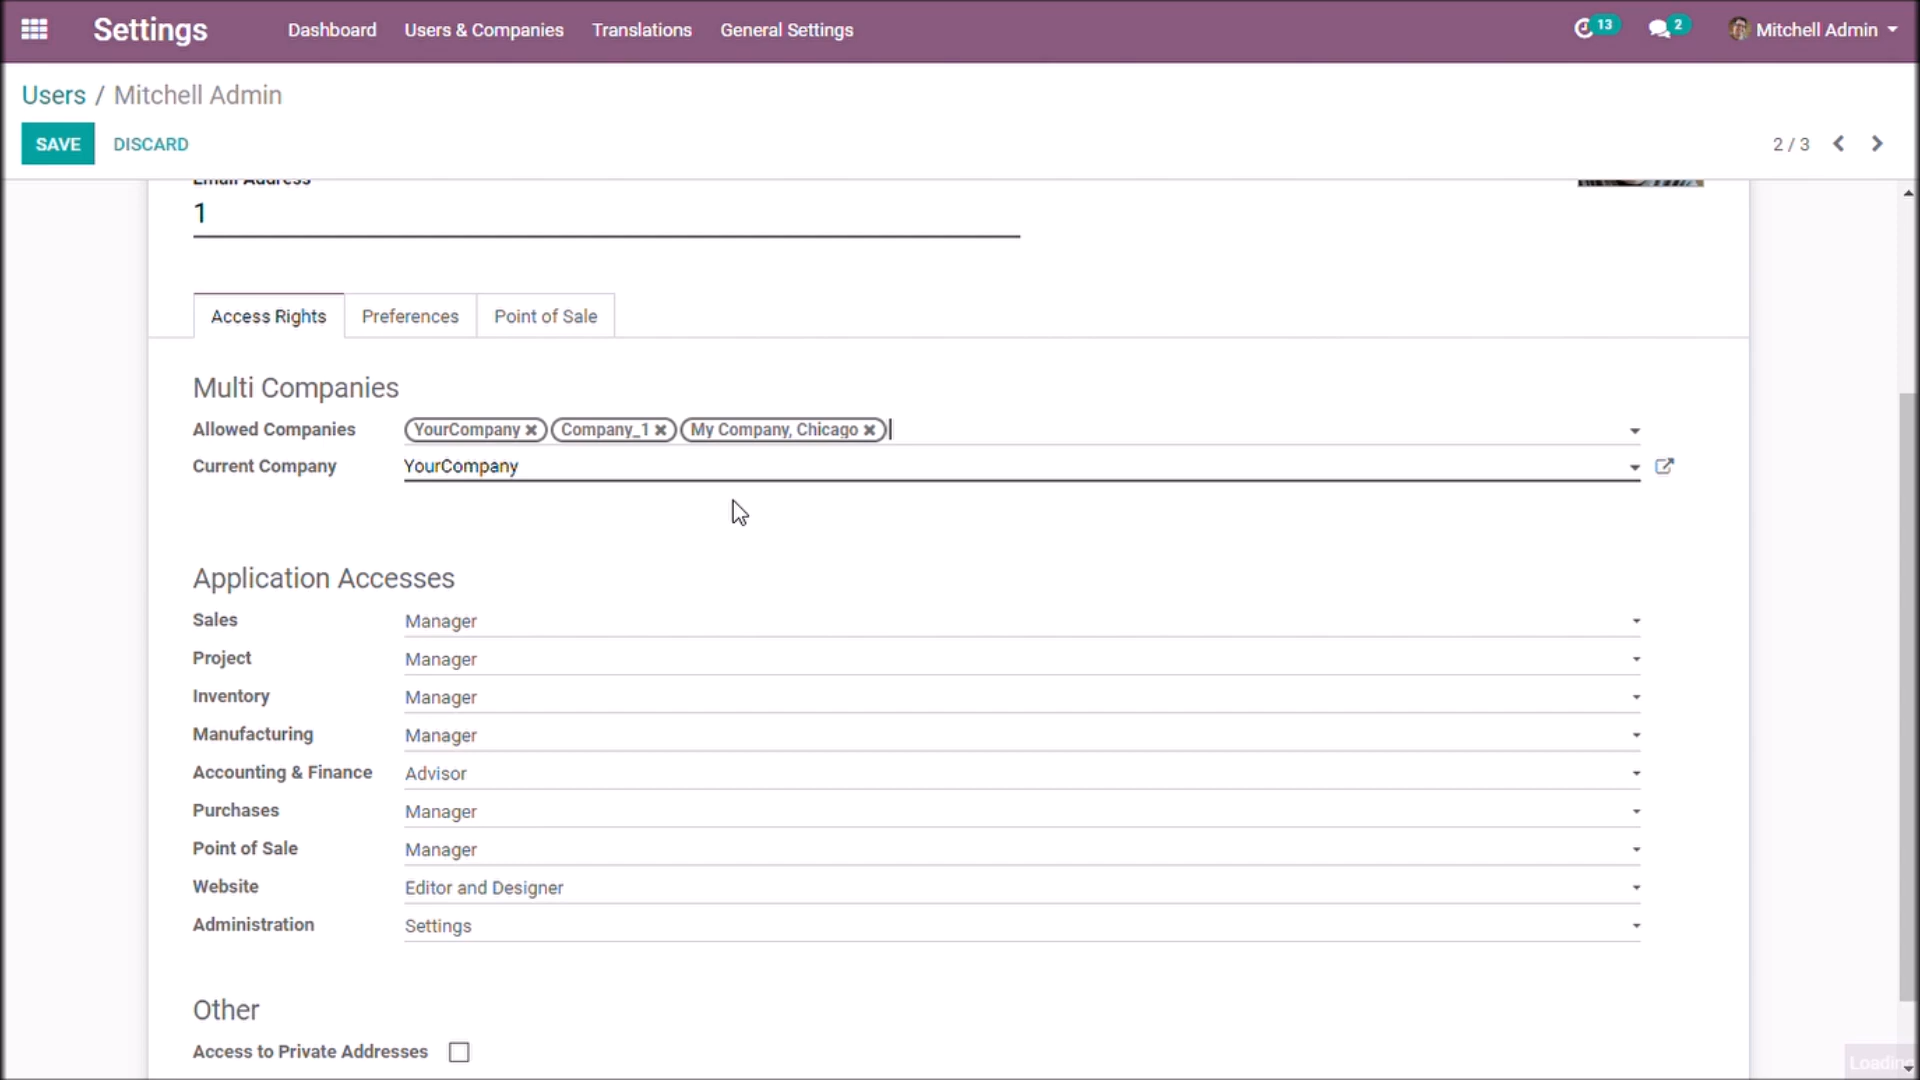 Settings Dashboard Users & Companies Translations General Settings 13 2 Mitchell Admin
Users / Mitchell Admin
SAVE DISCARD 2 / 3
Email Address
1
Access Rights Preferences Point of Sale
Multi Companies
Allowed Companies YourCompany Company_1 My Company, Chicago
Current Company YourCompany
Application Accesses
Sales Manager
Project Manager
Inventory Manager
Manufacturing Manager
Accounting & Finance Advisor
Purchases Manager
Point of Sale Manager
Website Editor and Designer
Administration Settings
Other
Access to Private Addresses
Loading